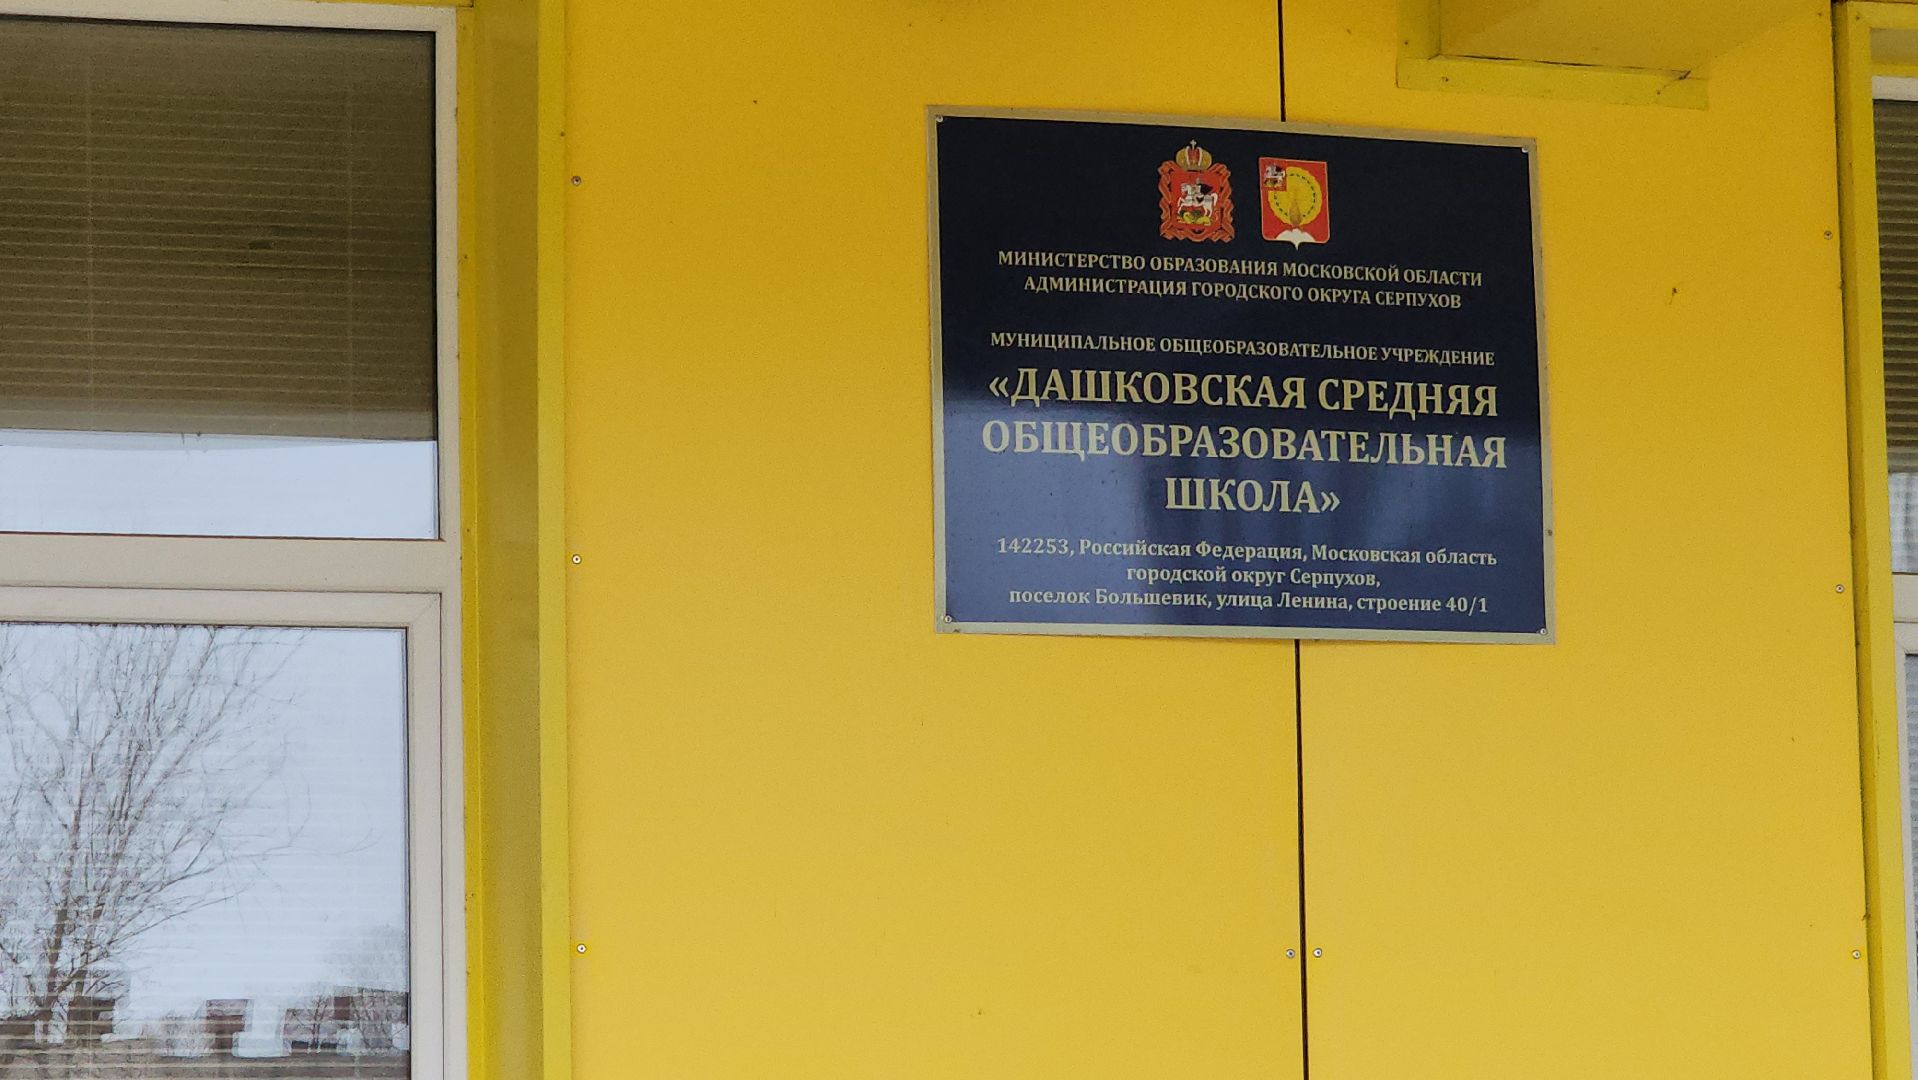 МИНИСТЕРСТВО ОБРАЗОВАНИЯ МОСКОВСКОЙ ОБЛАСТИ
АДМИНИСТРАЦИЯ ГОРОДСКОГО ОКРУГА СЕРПУХОВ
МУНИЦИПАЛЬНОЕ ОБЩЕОБРАЗОВАТЕЛЬНОЕ УЧРЕЖДЕНИЕ
«ДАШКОВСКАЯ СРЕДНЯЯ
ОБЩЕОБРАЗОВАТЕЛЬНАЯ
ШКОЛА»
142253, Российская Федерация, Московская область
городской округ Серпухов,
поселок Большевик, улица Ленина, строение 40/1